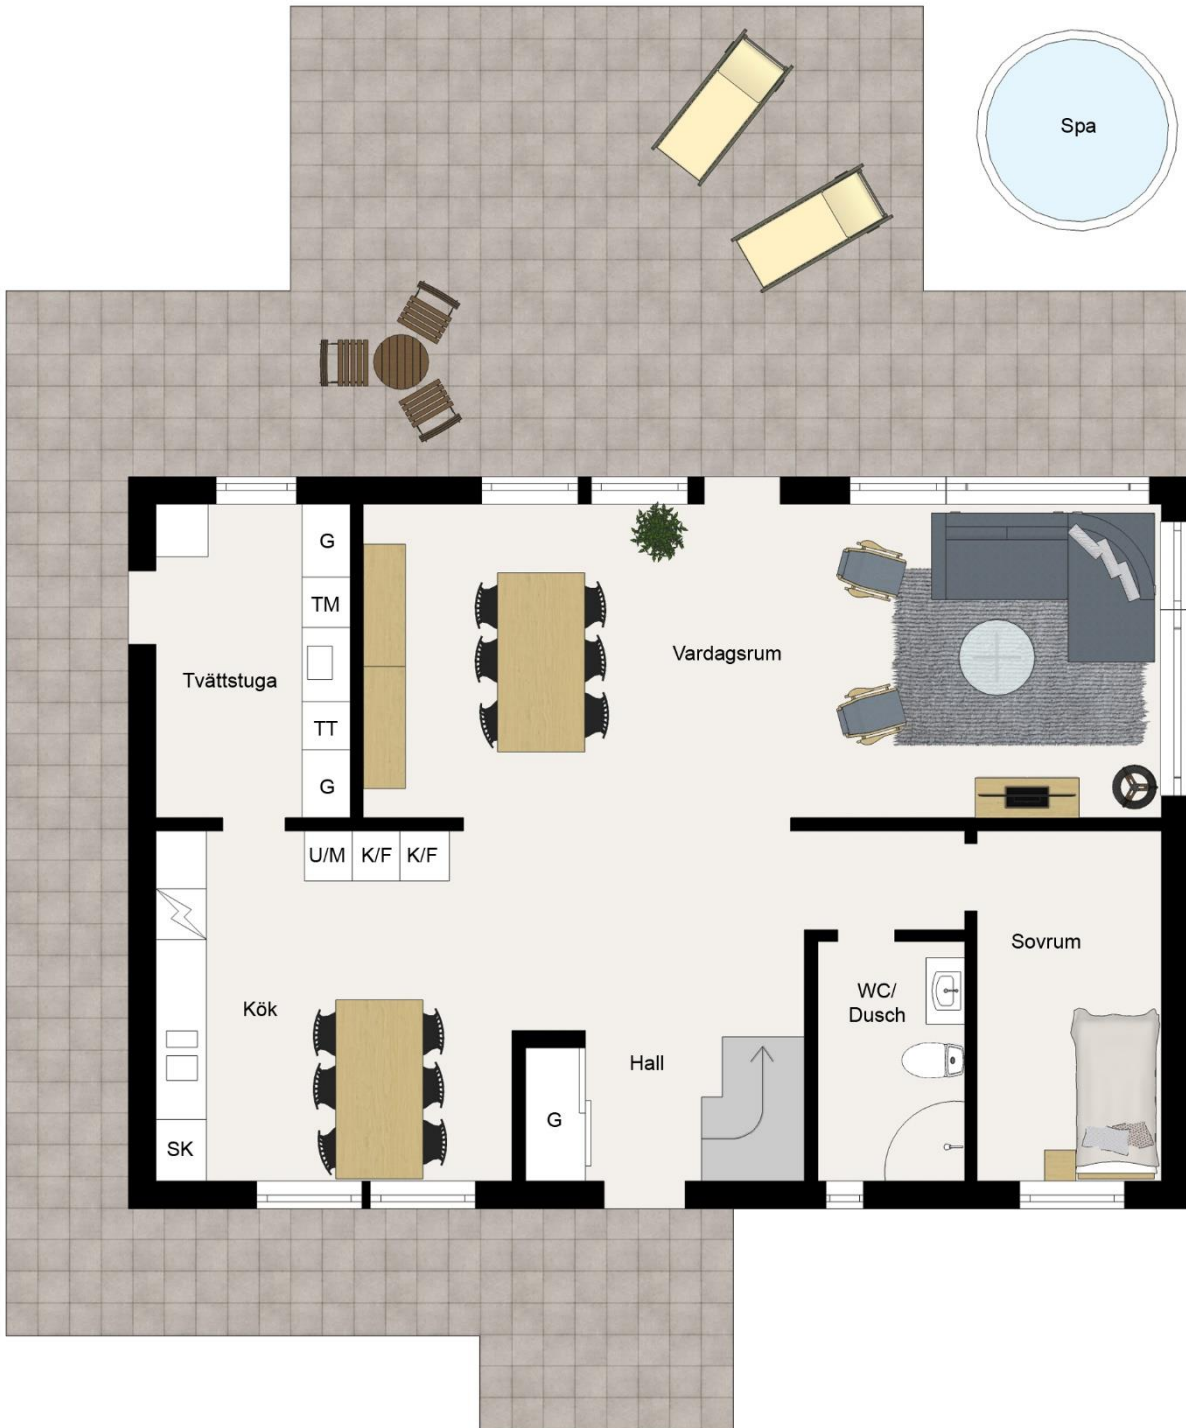 Spa
G
TM
Tvättstuga
TT
G
Vardagsrum
U/M
K/F
K/F
Sovrum
Kök
WC/
Dusch
Hall
G
SK